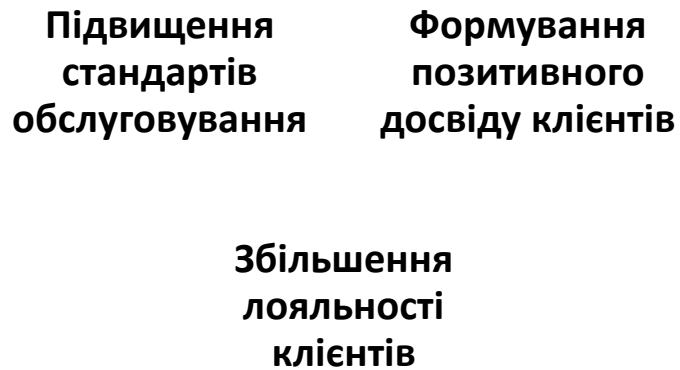 Підвищення
стандартів
обслуговування
Формування
позитивного
досвіду клієнтів
Збільшення
лояльності
клієнтів